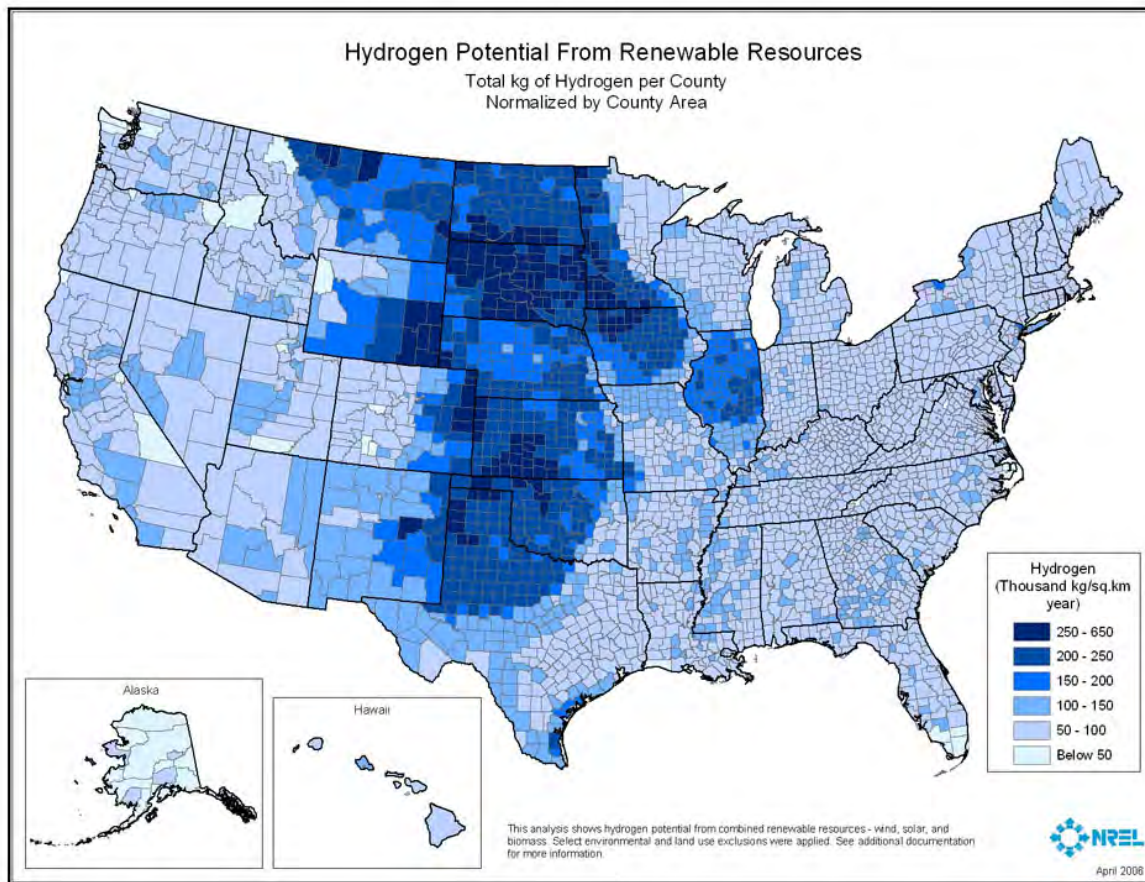 Hydrogen Potential From Renewable Resources
Total kg of Hydrogen per County
Normalized by County Area
Hydrogen
(Thousand kg/sq.km
year)
250 - 650
200 - 250
150 - 200
100 - 150
50 - 100
Below 50
Alaska
Hawaii
This analysis shows hydrogen potential from combined renewable resources - wind, solar, and
biomass. Select environmental and land use exclusions were applied. See additional documentation
for more information.
NREL
April 2006